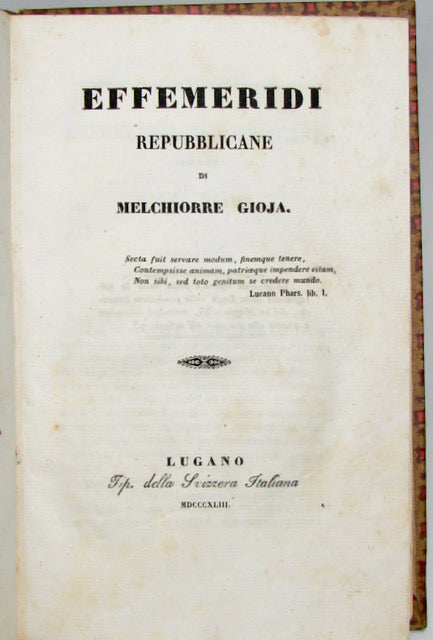 EFFEMERIDI
REPUBBLICANE
DI
MELCHIORRE GIOJA.
Secta fuit servare modum, finemque tenere,
Contempsisse animam, patriæque impendere vitam,
Non sibi, sed toto genitum se credere mundo.
Lucano Phars. lib. I.
LUGANO
Tip. della Svizzera Italiana
MDCCCXLIII.